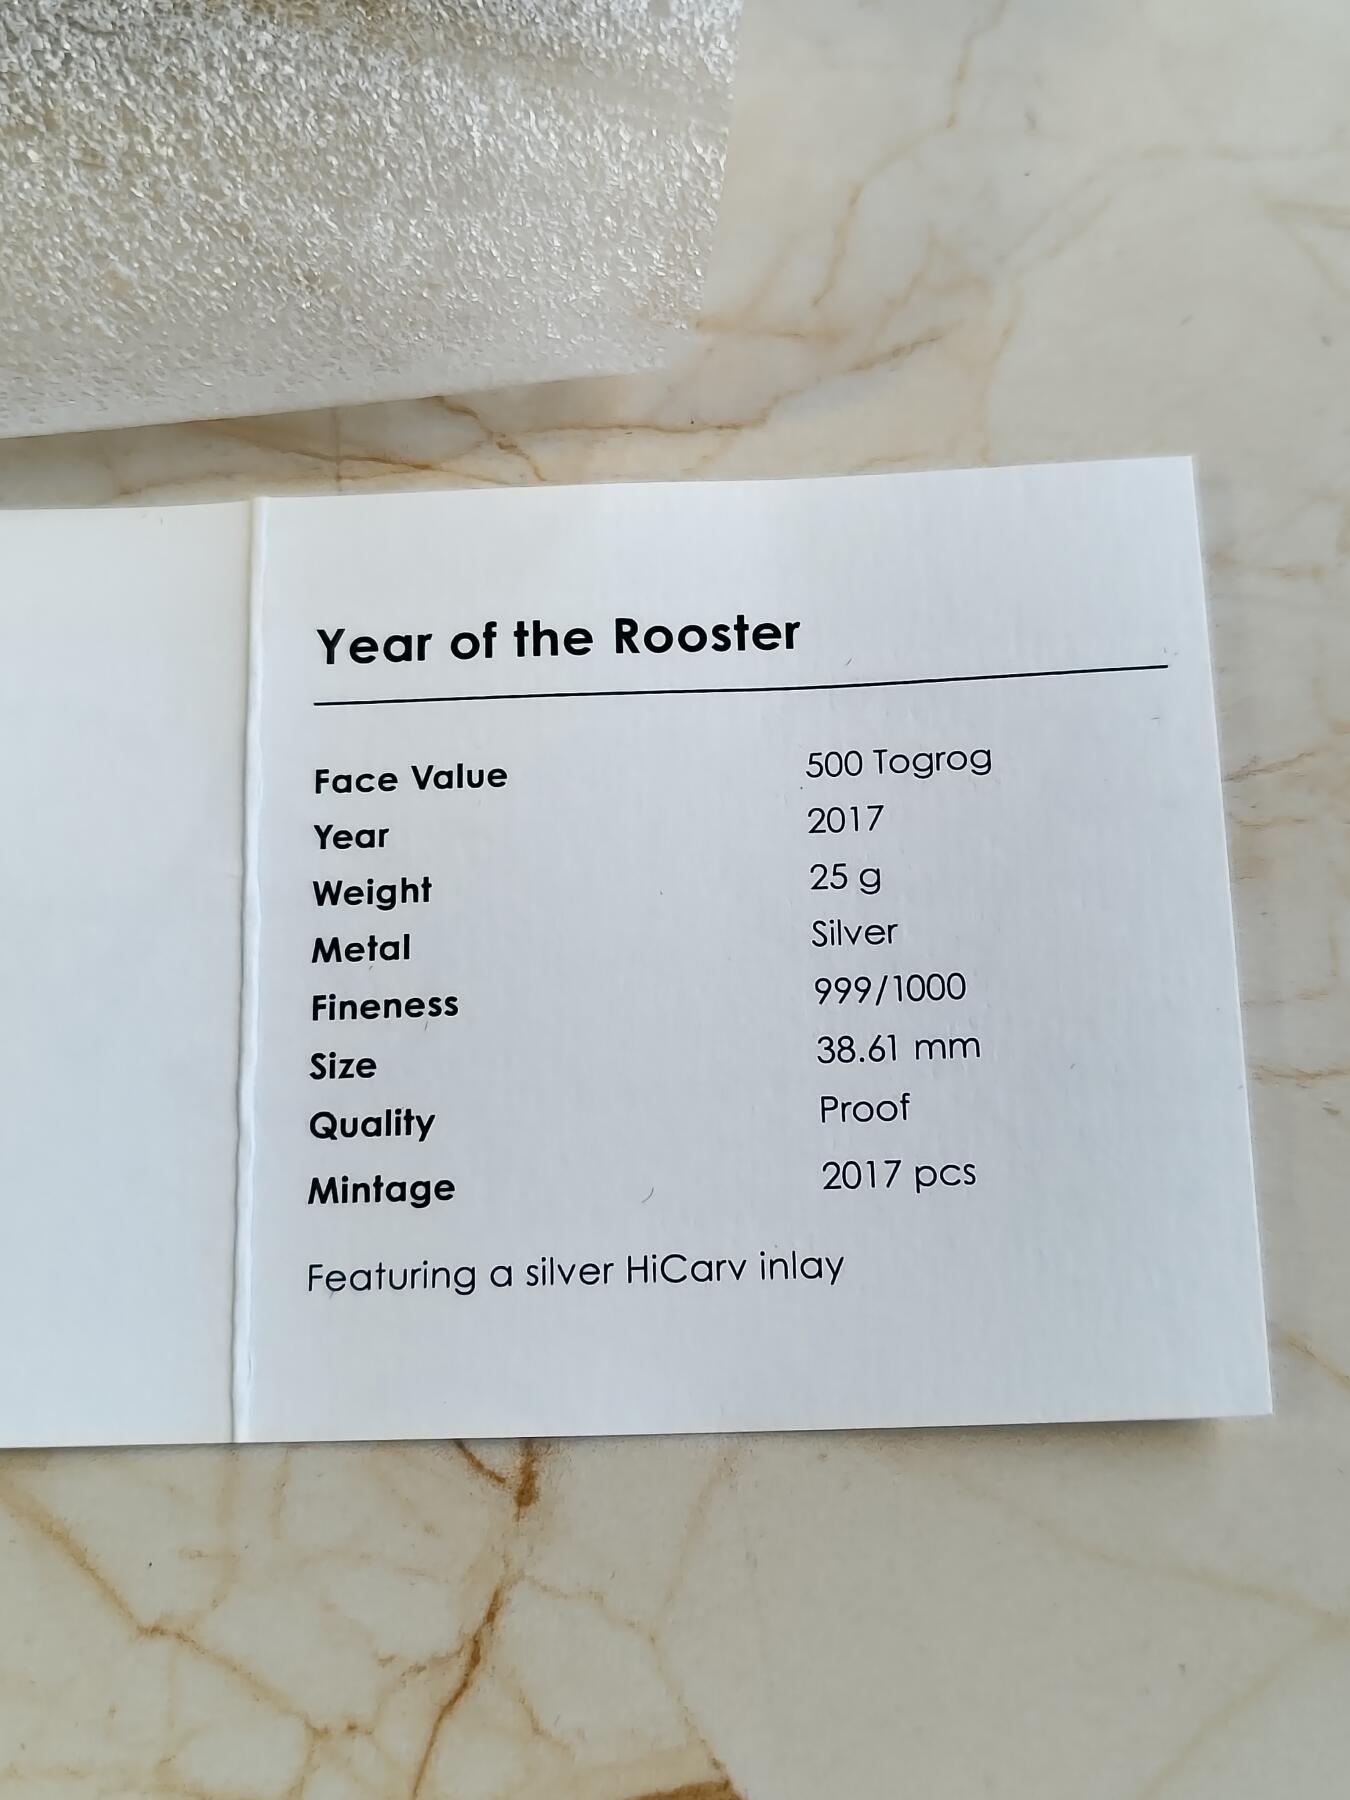 Year of the Rooster
Face Value 500 Togrog
Year 2017
Weight 25 g
Metal Silver
Fineness 999/1000
Size 38.61 mm
Quality Proof
Mintage 2017 pcs
Featuring a silver HiCarv inlay